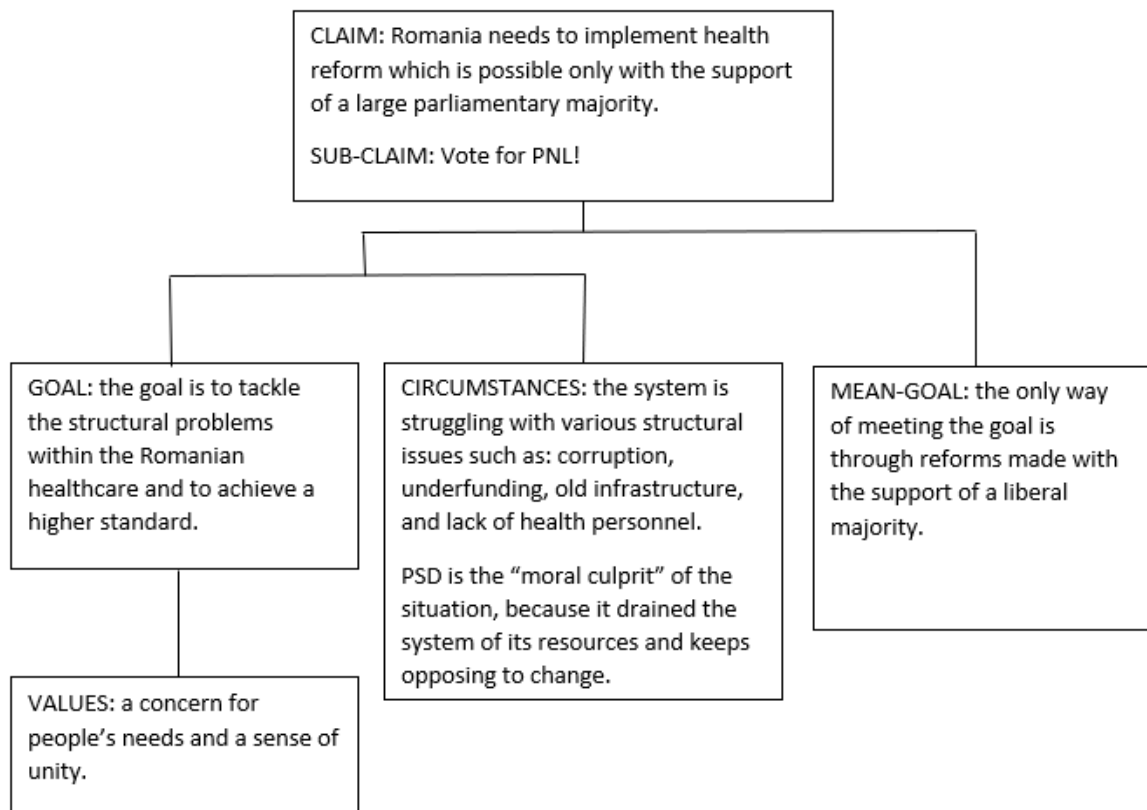 CLAIM: Romania needs to implement health
reform which is possible only with the support
of a large parliamentary majority.
SUB-CLAIM: Vote for PNL!
GOAL: the goal is to tackle
the structural problems
within the Romanian
healthcare and to achieve a
higher standard.
CIRCUMSTANCES: the system is
struggling with various structural
issues such as: corruption,
underfunding, old infrastructure,
and lack of health personnel.
PSD is the “moral culprit” of the
situation, because it drained the
system of its resources and keeps
opposing to change.
MEAN-GOAL: the only way
of meeting the goal is
through reforms made with
the support of a liberal
majority.
VALUES: a concern for
people’s needs and a sense of
unity.